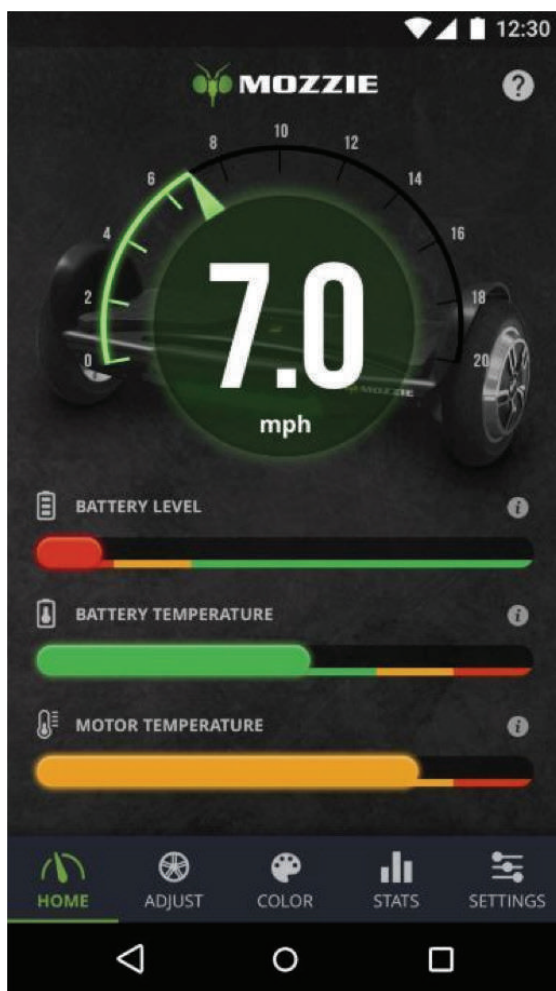 12:30
MOZZIE
?
0 2 4 6 8 10 12 14 16 18 20
7.0
mph
MOZZIE
BATTERY LEVEL
i
BATTERY TEMPERATURE
i
MOTOR TEMPERATURE
i
HOME ADJUST COLOR STATS SETTINGS